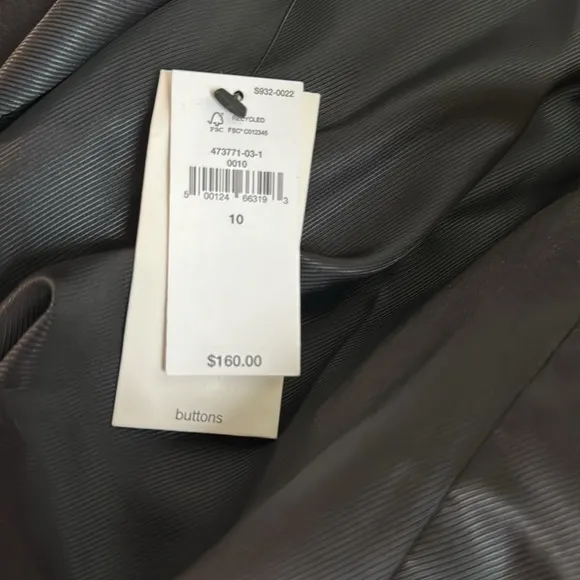 S932-0022
RECYCLED
FSC FSC® C012345
473771-03-1
0010
5 00124 66319 3
10
$160.00
buttons